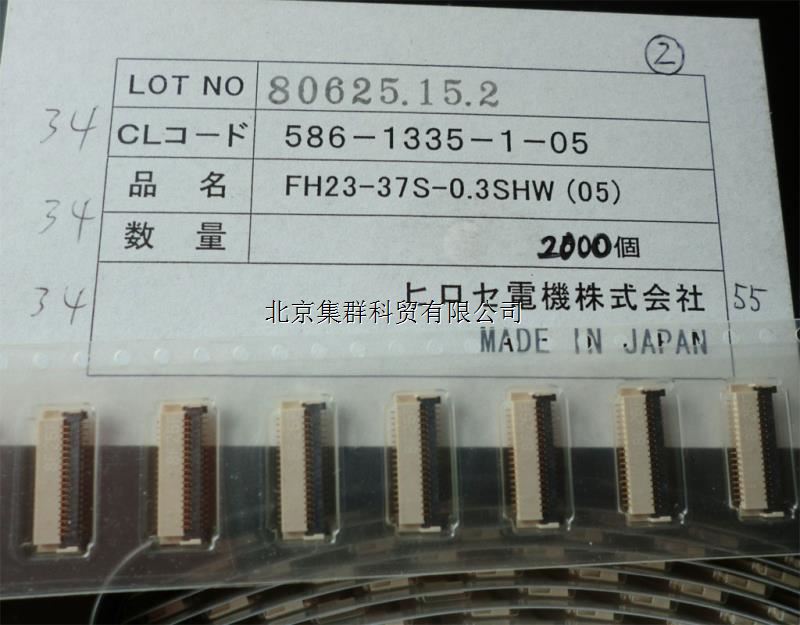 ②
LOT NO 80625.15.2
34
CLコード 586-1335-1-05
品 名 FH23-37S-0.3SHW (05)
34
数 量 2000個
34
ヒロセ電機株式会社 55
北京集群科贸有限公司
MADE IN JAPAN